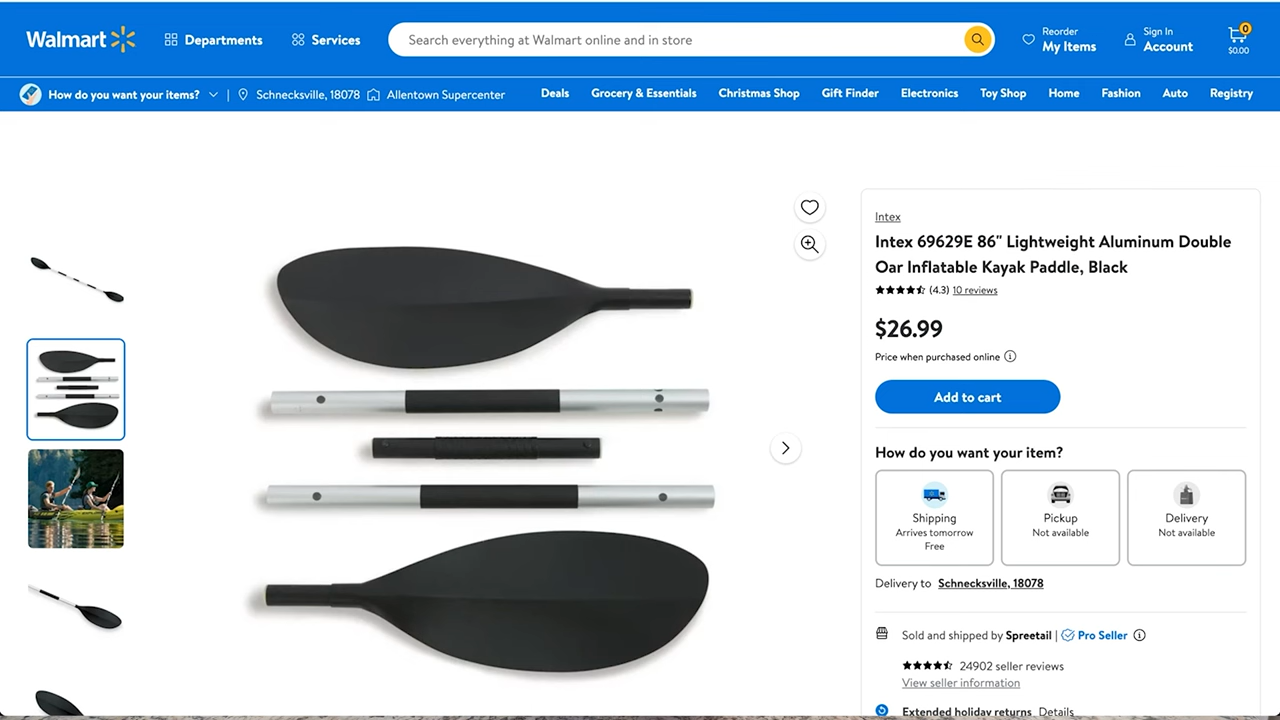 Walmart
Departments
Services
Search everything at Walmart online and in store
Reorder
My Items
Sign In
Account
0
$0.00
How do you want your items?
Schnecksville, 18078
Allentown Supercenter
Deals
Grocery & Essentials
Christmas Shop
Gift Finder
Electronics
Toy Shop
Home
Fashion
Auto
Registry
Intex
Intex 69629E 86" Lightweight Aluminum Double
Oar Inflatable Kayak Paddle, Black
(4.3) 10 reviews
$26.99
Price when purchased online
Add to cart
How do you want your item?
Shipping
Arrives tomorrow
Free
Pickup
Not available
Delivery
Not available
Delivery to Schnecksville, 18078
Sold and shipped by Spreetail | Pro Seller
24902 seller reviews
View seller information
Extended holiday returns Details